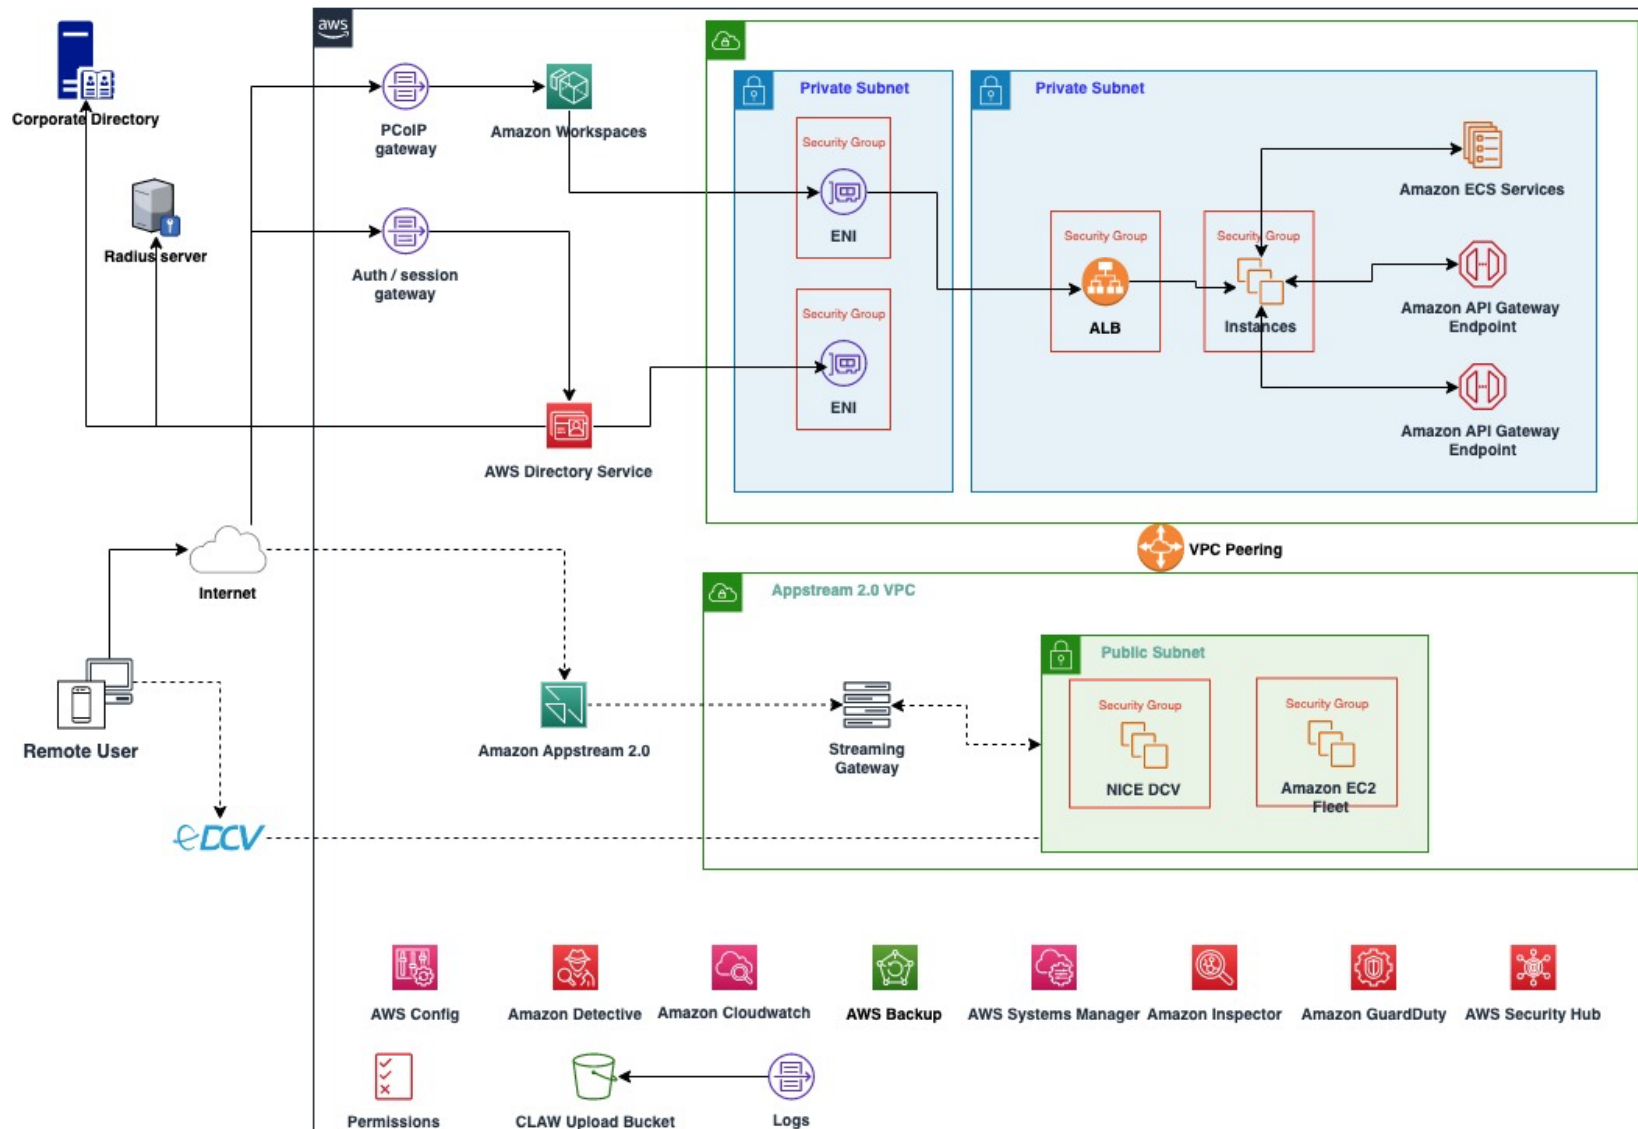 aws
Corporate Directory
PCoIP
gateway
Amazon Workspaces
Radius server
Auth / session
gateway
AWS Directory Service
Private Subnet
Security Group
ENI
Security Group
ENI
Private Subnet
Amazon ECS Services
Security Group
ALB
Security Group
Instances
Amazon API Gateway
Endpoint
Amazon API Gateway
Endpoint
VPC Peering
Internet
Remote User
DCV
Amazon Appstream 2.0
Appstream 2.0 VPC
Streaming
Gateway
Public Subnet
Security Group
NICE DCV
Security Group
Amazon EC2
Fleet
AWS Config
Amazon Detective
Amazon Cloudwatch
AWS Backup
AWS Systems Manager
Amazon Inspector
Amazon GuardDuty
AWS Security Hub
Permissions
CLAW Upload Bucket
Logs